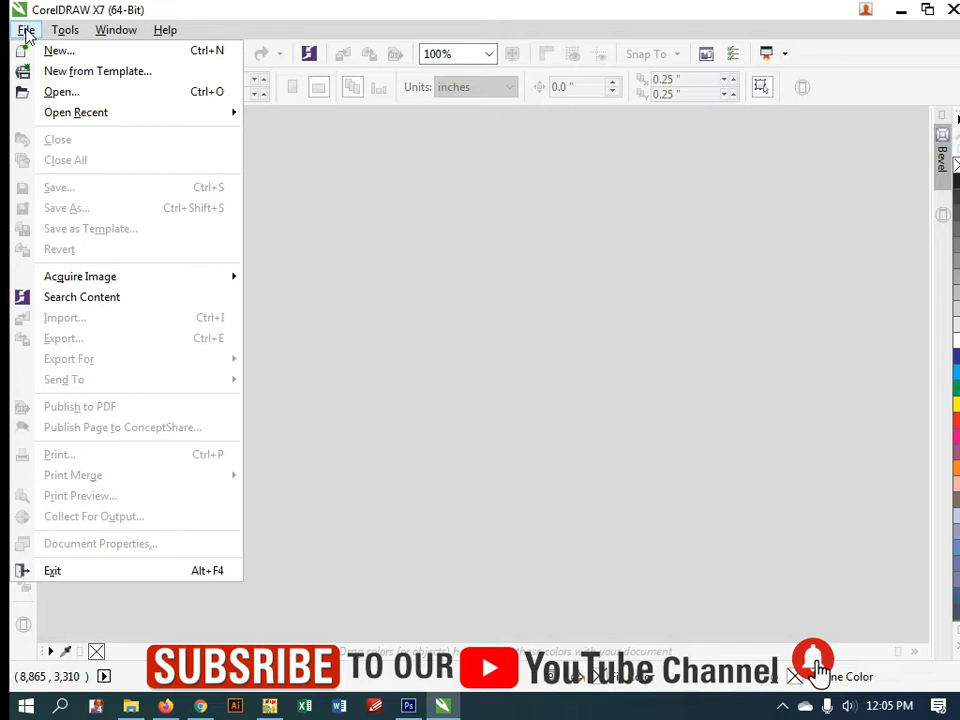 CorelDRAW X7 (64-Bit)
File Tools Window Help
New... Ctrl+N
100%
Snap To
New from Template...
Open... Ctrl+O
Units: inches
0.0 "
0.25 "
0.25 "
Open Recent
Close
Close All
Bevel
Save... Ctrl+S
Save As... Ctrl+Shift+S
Save as Template...
Revert
Acquire Image
Search Content
Import... Ctrl+I
Export... Ctrl+E
Export For
Send To
Publish to PDF
Publish Page to ConceptShare...
Print... Ctrl+P
Print Merge
Print Preview...
Collect For Output...
Document Properties...
Exit Alt+F4
SUBSRIBE TO OUR YouTube Channel
(8,865, 3,310)
Color
12:05 PM